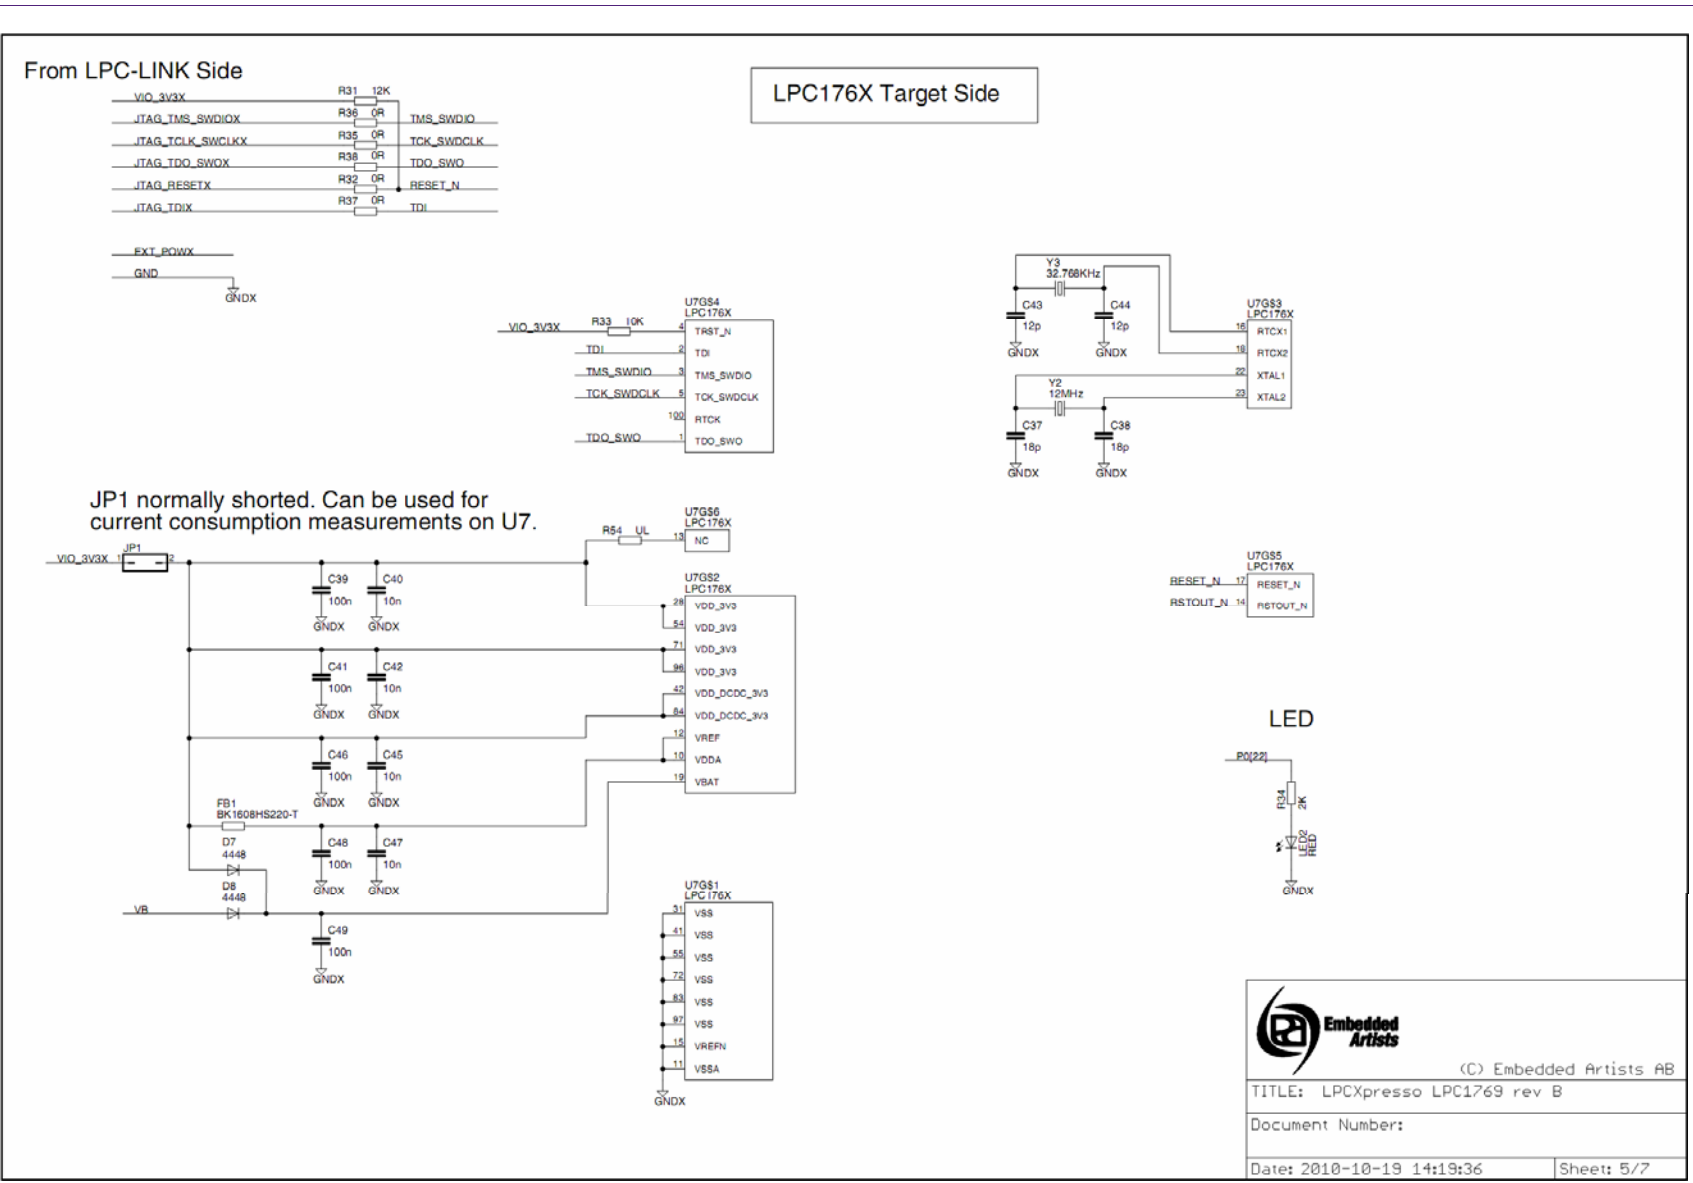 From LPC-LINK Side
LPC176X Target Side
VIO_3V3X R31 12K
JTAG_TMS_SWDIOX R36 0R TMS_SWDIO
JTAG_TCLK_SWCLKX R35 0R TCK_SWDCLK
JTAG_TDO_SWOX R38 0R TDO_SWO
JTAG_RESETX R32 0R RESET_N
JTAG_TDIX R37 0R TDI
EXT_POWX
GND
GNDX
U7G$4
LPC176X
VIO_3V3X R33 10K 4 TRST_N
TDI 2 TDI
TMS_SWDIO 3 TMS_SWDIO
TCK_SWDCLK 5 TCK_SWDCLK
100 RTCK
TDO_SWO 1 TDO_SWO
Y3
32.768KHz
C43 C44
12p 12p
GNDX GNDX
Y2
12MHz
C37 C38
18p 18p
GNDX GNDX
U7G$3
LPC176X
16 RTCX1
18 RTCX2
22 XTAL1
23 XTAL2
JP1 normally shorted. Can be used for
current consumption measurements on U7.
VIO_3V3X 1 JP1 2
R54 UL
U7G$6
LPC176X
13 NC
C39 C40
100n 10n
GNDX GNDX
C41 C42
100n 10n
GNDX GNDX
C46 C45
100n 10n
GNDX GNDX
FB1
BK1608HS220-T
C48 C47
100n 10n
GNDX GNDX
D7
4448
D8
4448
VB
C49
100n
GNDX
U7G$2
LPC176X
28 VDD_3V3
54 VDD_3V3
71 VDD_3V3
96 VDD_3V3
42 VDD_DCDC_3V3
84 VDD_DCDC_3V3
12 VREF
10 VDDA
19 VBAT
U7G$1
LPC176X
31 VSS
41 VSS
55 VSS
72 VSS
83 VSS
97 VSS
15 VREFN
11 VSSA
GNDX
U7G$5
LPC176X
RESET_N 17 RESET_N
RSTOUT_N 14 RSTOUT_N
LED
P0[22]
R34 2K
LED2
RED
GNDX
Embedded
Artists
(C) Embedded Artists AB
TITLE: LPCXpresso LPC1769 rev B
Document Number:
Date: 2010-10-19 14:19:36 Sheet: 5/7